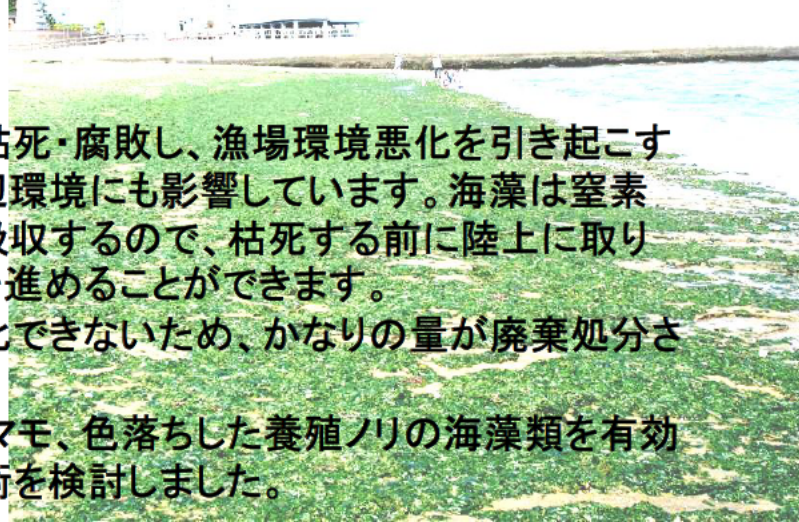 枯死・腐敗し、漁場環境悪化を引き起こす
辺環境にも影響しています。海藻は窒素
吸収するので、枯死する前に陸上に取り
進めることができます。
できないため、かなりの量が廃棄処分さ
マモ、色落ちした養殖ノリの海藻類を有効
術を検討しました。